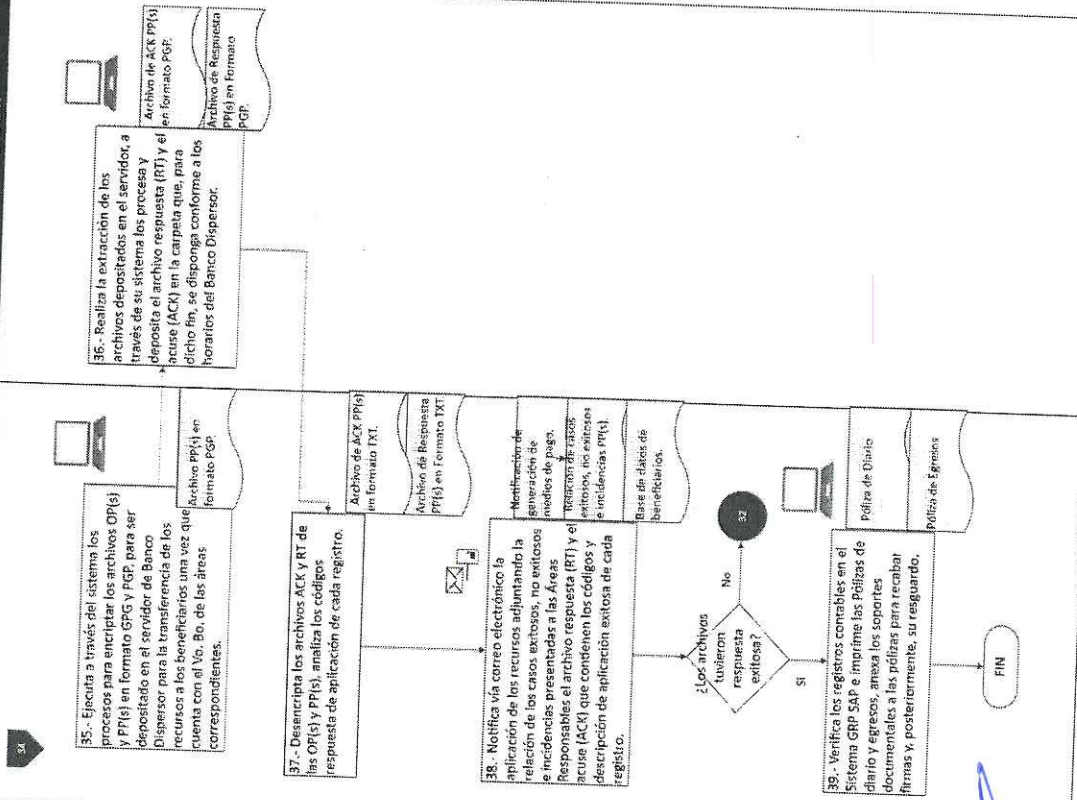 34
35.- Ejecuta a través del sistema los
procesos para encriptar los archivos OP(s)
y PP(s) en formato GPG y PGP, para ser
depositado en el servidor de Banco
Dispersor para la transferencia de los
recursos a los beneficiarios una vez que
cuenta con el Vo. Bo. de las áreas
correspondientes.
Archivo PP(s) en
formato PGP.
36.- Realiza la extracción de los
archivos depositados en el servidor, a
través de su sistema los procesa y
deposita el archivo respuesta (RT) y el
acuse (ACK) en la carpeta que, para
dicho fin, se disponga conforme a los
horarios del Banco Dispersor.
Archivo de ACK PP(s)
en formato PGP.
Archivo de Respuesta
PP(s) en Formato
PGP.
37.- Desencripta los archivos ACK y RT de
las OP(s) y PP(s), analiza los códigos
respuesta de aplicación de cada registro.
Archivo de ACK PP(s)
en formato TXT.
Archivo de Respuesta
PP(s) en Formato TXT
38.- Notifica vía correo electrónico la
aplicación de los recursos adjuntando la
relación de los casos exitosos, no exitosos
e incidencias presentadas a las Áreas
Responsables el archivo respuesta (RT) y el
acuse (ACK) que condenen los códigos y
descripción de aplicación exitosa de cada
registro.
Notificación de
generación de
medios de pago.
Relación de casos
exitosos, no exitosos
e incidencias PP(s).
Base de datos de
beneficiarios.
¿Los archivos
tuvieron
respuesta
exitosa?
No
32
Si
39.- Verifica los registros contables en el
Sistema GRP SAP e imprime las Pólizas de
diario y egresos, anexa los soportes
documentales a las pólizas para recabar
firmas y, posteriormente, su resguardo.
Póliza de Diario
Póliza de Egresos
FIN